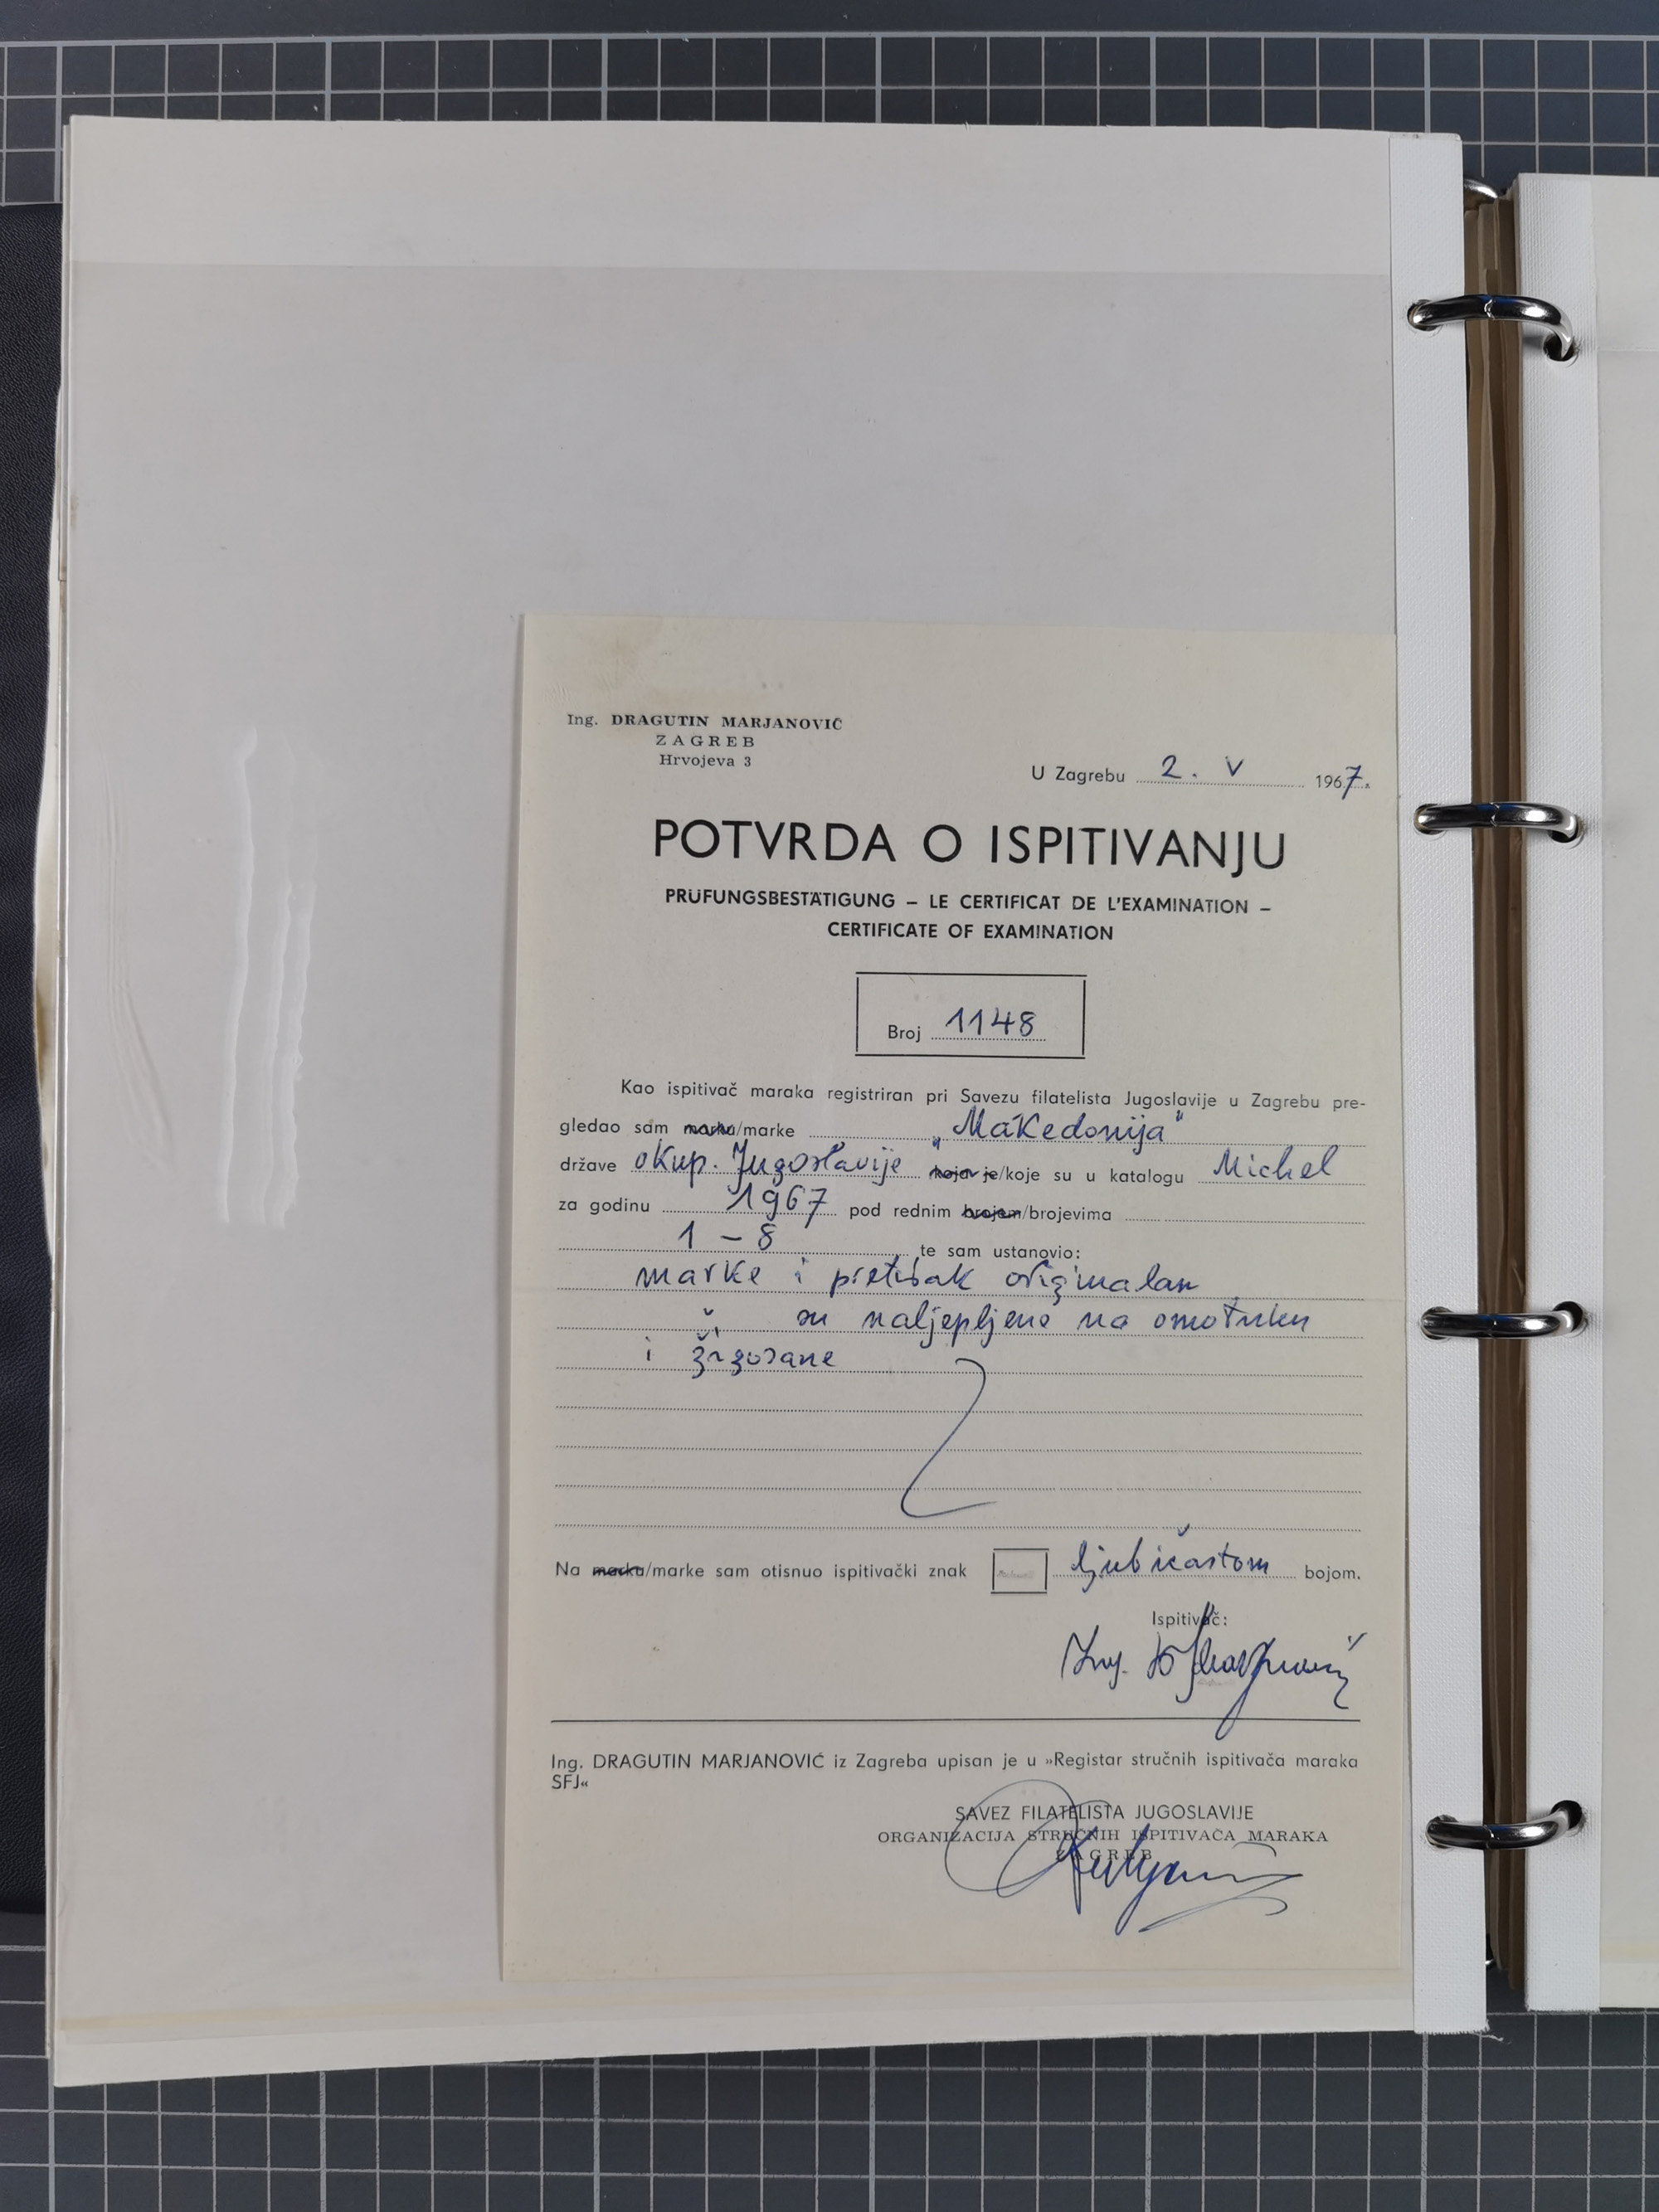 Ing. DRAGUTIN MARJANOVIĆ
ZAGREB
Hrvojeva 3
U Zagrebu 2. V 1967.
POTVRDA O ISPITIVANJU
PRÜFUNGSBESTÄTIGUNG – LE CERTIFICAT DE L'EXAMINATION –
CERTIFICATE OF EXAMINATION
Broj 1148
Kao ispitivač maraka registriran pri Savezu filatelista Jugoslavije u Zagrebu pre-
gledao sam marku/marke „Makedonija"
države okup. Jugoslavije koja je/koje su u katalogu Michel
za godinu 1967 pod rednim brojem/brojevima
1 – 8 te sam ustanovio:
marke i pretisak originalan
su naljepljene na omotnku
i žigosane
Na marku/marke sam otisnuo ispitivački znak ljubičastom bojom.
Ispitivač:
Ing. Marjanović
Ing. DRAGUTIN MARJANOVIĆ iz Zagreba upisan je u »Registar stručnih ispitivača maraka
SFJ«
SAVEZ FILATELISTA JUGOSLAVIJE
ORGANIZACIJA STRUČNIH ISPITIVAČA MARAKA
ZAGREB